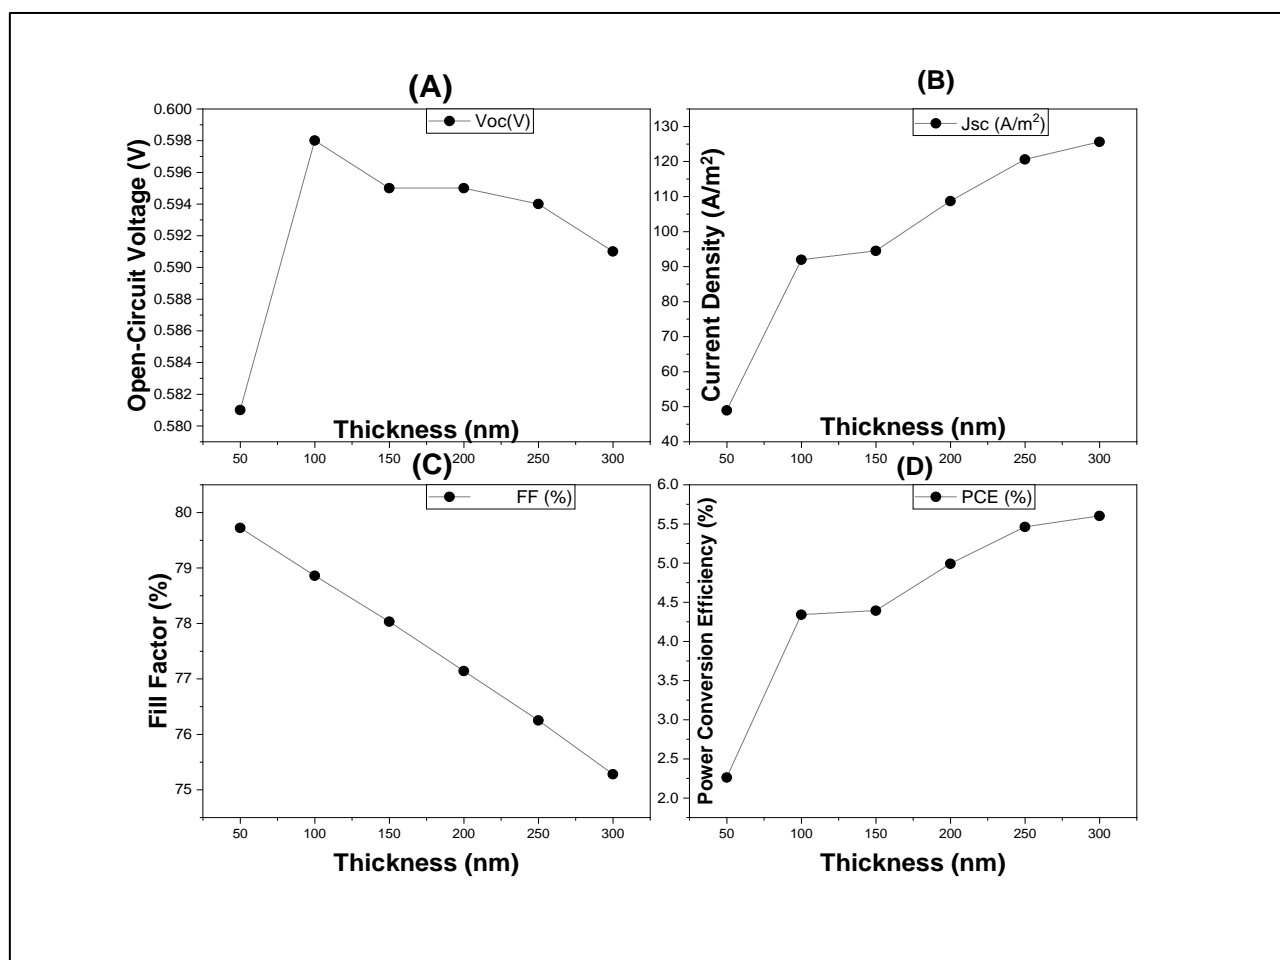 (A)
Voc(V)
Open-Circuit Voltage (V)
0.600
0.598
0.596
0.594
0.592
0.590
0.588
0.586
0.584
0.582
0.580
50 100 150 200 250 300
Thickness (nm)
(B)
Jsc (A/m²)
Current Density (A/m²)
130
120
110
100
90
80
70
60
50
40
50 100 150 200 250 300
Thickness (nm)
(C)
FF (%)
Fill Factor (%)
80
79
78
77
76
75
50 100 150 200 250 300
Thickness (nm)
(D)
PCE (%)
Power Conversion Efficiency (%)
6.0
5.5
5.0
4.5
4.0
3.5
3.0
2.5
2.0
50 100 150 200 250 300
Thickness (nm)